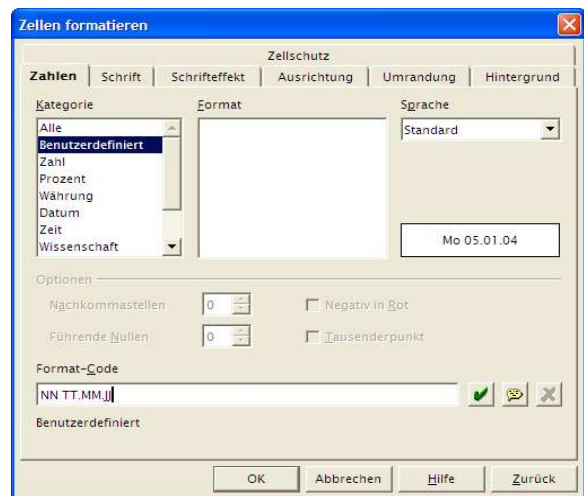 Zellen formatieren
Zellschutz
Zahlen Schrift Schrifteffekt Ausrichtung Umrandung Hintergrund
Kategorie Format Sprache
Alle
Benutzerdefiniert
Zahl
Prozent
Währung
Datum
Zeit
Wissenschaft
Standard
Mo 05.01.04
Optionen
Nachkommastellen 0 Negativ in Rot
Führende Nullen 0 Tausenderpunkt
Format-Code
NN TT.MM.JJ
Benutzerdefiniert
OK Abbrechen Hilfe Zurück